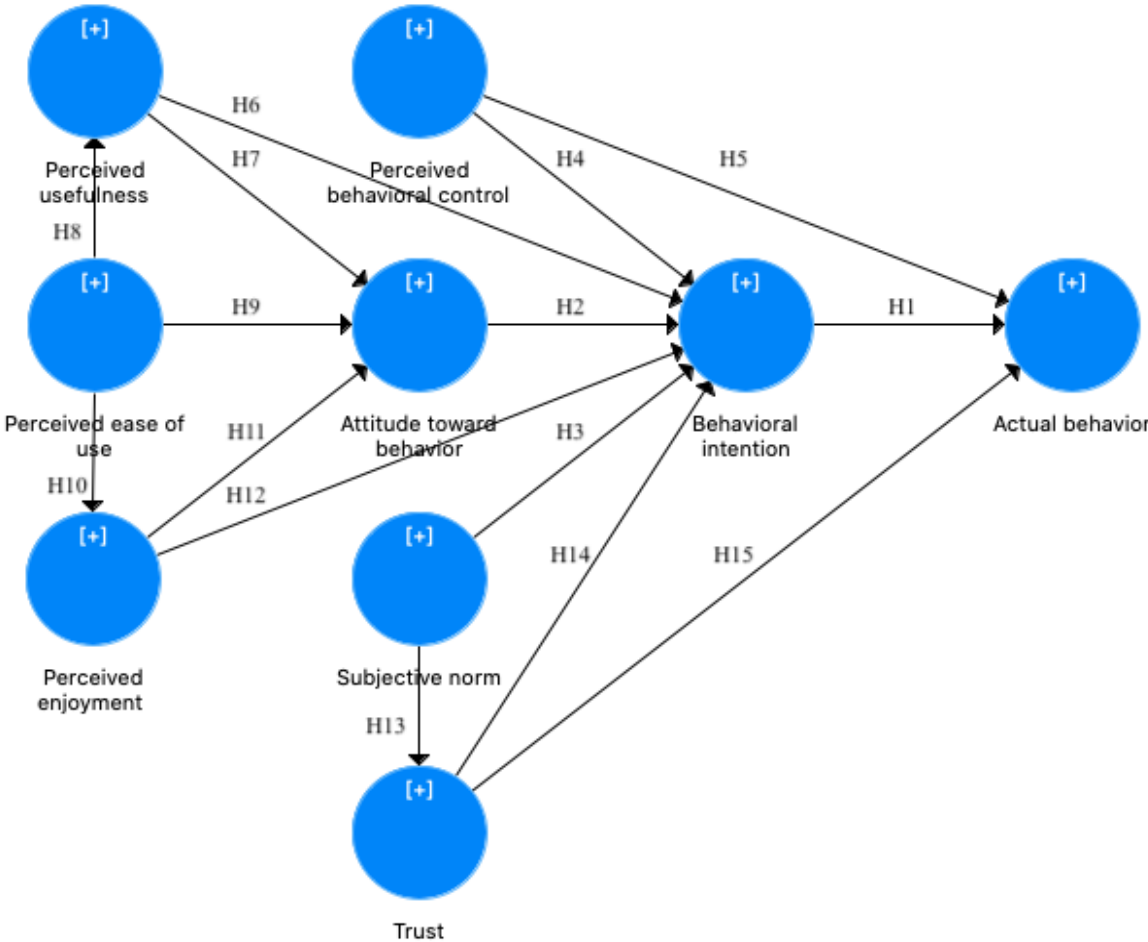 [+]
[+]
H6
H7
H4
H5
Perceived
usefulness
Perceived
behavioral control
H8
[+]
[+]
[+]
[+]
H9
H2
H1
Perceived ease of
use
Attitude toward
behavior
Behavioral
intention
Actual behavior
H11
H3
H10
H12
[+]
[+]
H14
H15
Perceived
enjoyment
Subjective norm
H13
[+]
Trust